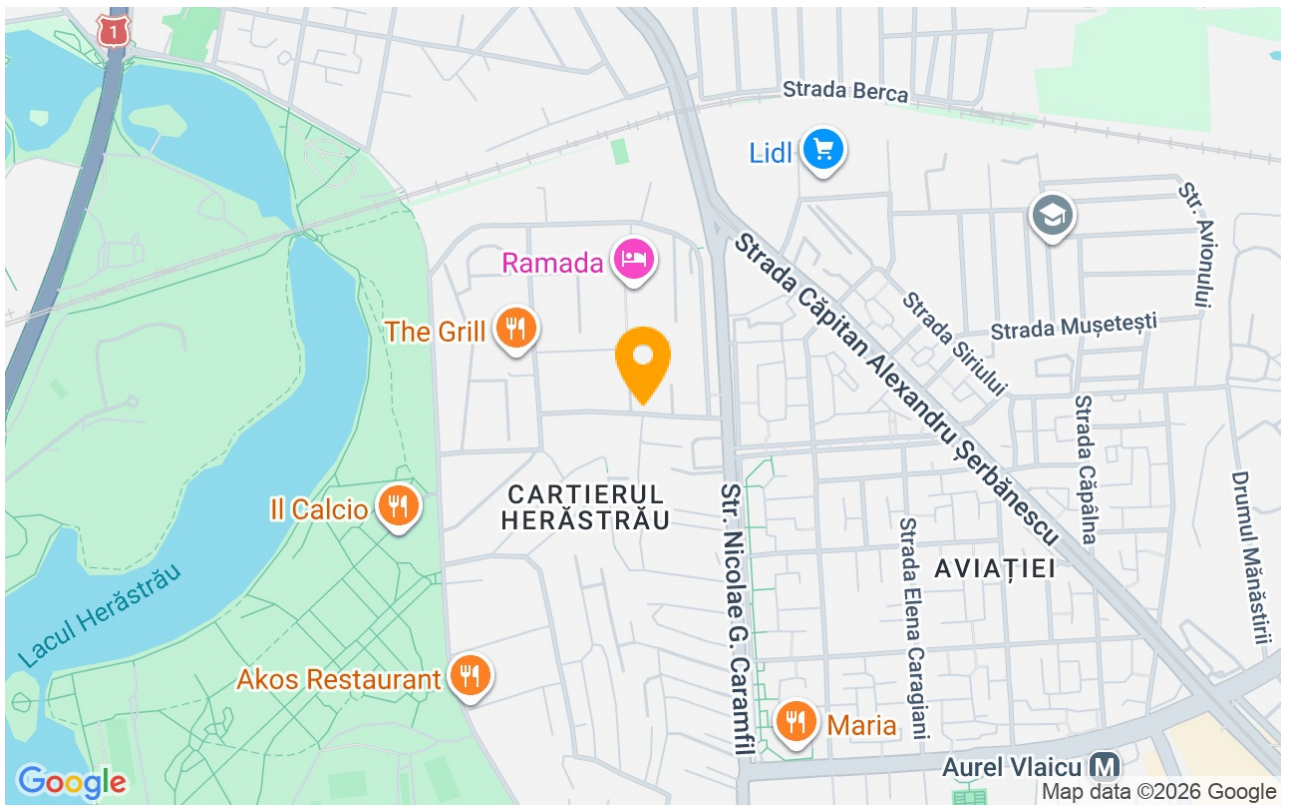 1
Strada Berca
Lidl
Str. Avionului
Ramada
Strada Căpitan Alexandru Șerbănescu
The Grill
Strada Siriului
Strada Mușetești
Strada Căpâlna
Il Calcio
CARTIERUL
HERĂSTRĂU
Str. Nicolae G. Caramfil
Strada Elena Caragiani
AVIAȚIEI
Drumul Mănăstirii
Lacul Herăstrău
Akos Restaurant
Maria
Aurel Vlaicu M
Google
Map data ©2026 Google